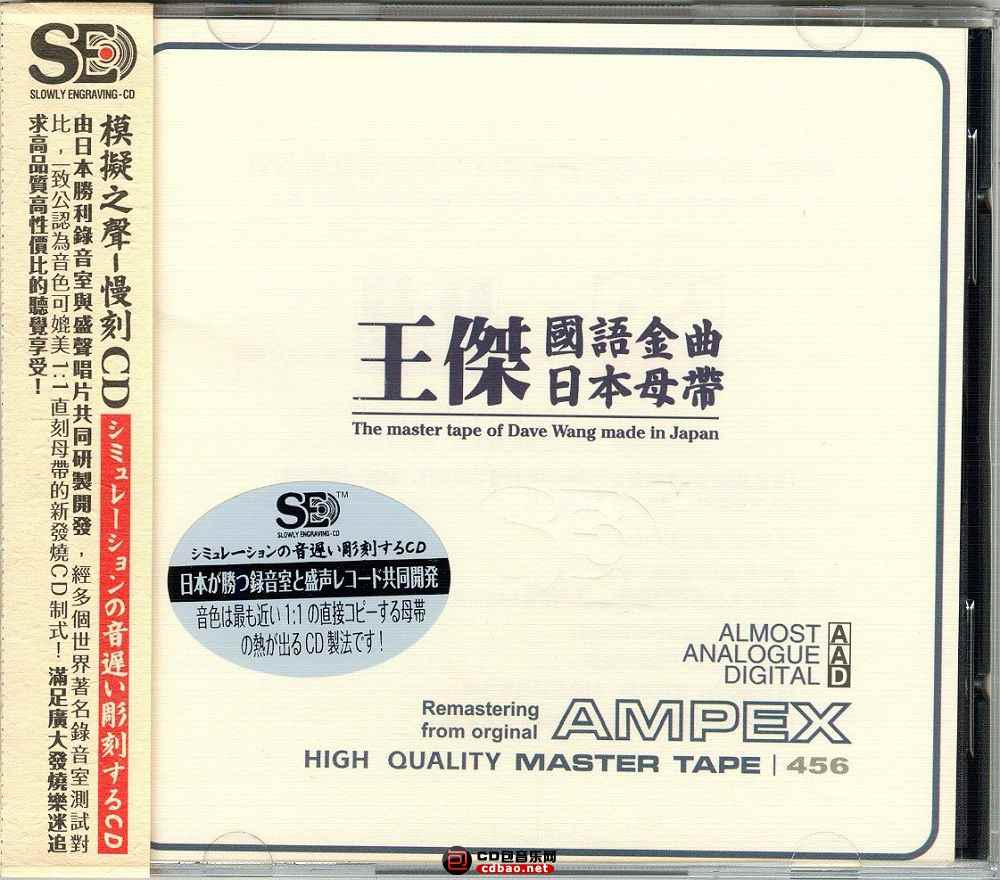 SE
SLOWLY ENGRAVING-CD
模擬之聲-慢刻CD
シミュレーションの音遅い彫刻するCD
由日本勝利錄音室與盛聲唱片共同研製開發，經多個世界著名錄音室測試對
比，一致公認為音色可媲美1:1直刻母帶的新發燒CD制式！滿足廣大發燒樂迷追
求高品質高性價比的聽覺享受！
王傑 國語金曲
日本母帶
The master tape of Dave Wang made in Japan
SE TM
SLOWLY ENGRAVING-CD
シミュレーションの音遅い彫刻するCD
日本が勝つ録音室と盛声レコード共同開発
音色は最も近い1:1の直接コピーする母帯
の熱が出るCD製法です!
ALMOST A
ANALOGUE A
DIGITAL D
Remastering
from orginal
AMPEX
HIGH QUALITY MASTER TAPE | 456
CD包音乐网
cdbao.net